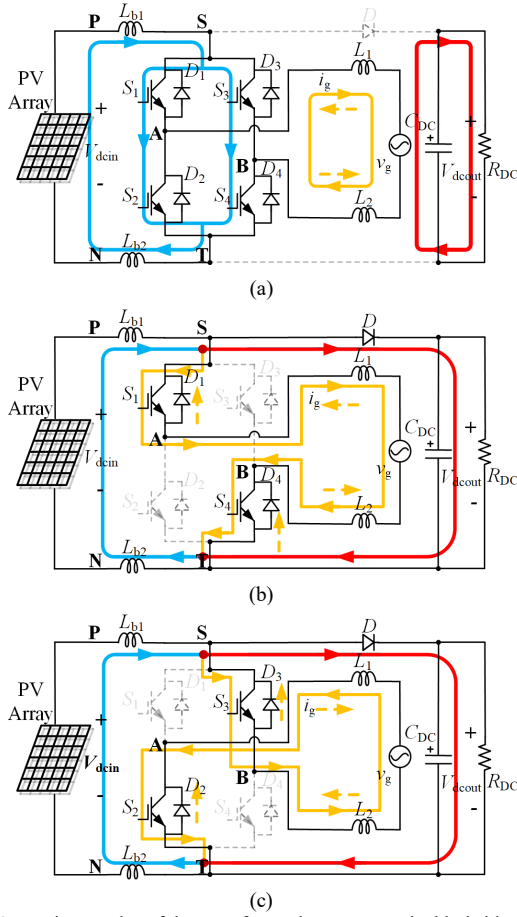 P L_b1 S D
PV Array
D_1 D_3 L_1
S_1 S_3 i_g
+ C_DC + +
V_dcin A V_dcout R_DC
D_2 B D_4 v_g
- S_2 S_4 L_2 -
N L_b2 T
(a)
P L_b1 S D
PV Array
D_1 D_3 L_1
S_1 S_3 i_g
+ C_DC + +
V_dcin A V_dcout R_DC
D_2 B D_4 v_g
- S_2 S_4 L_2 -
N L_b2 T
(b)
P L_b1 S D
PV Array
D_1 D_3 L_1
S_1 S_3 i_g
+ C_DC + +
V_dcin A V_dcout R_DC
D_2 B D_4 v_g
- S_2 S_4 L_2 -
N L_b2 T
(c)